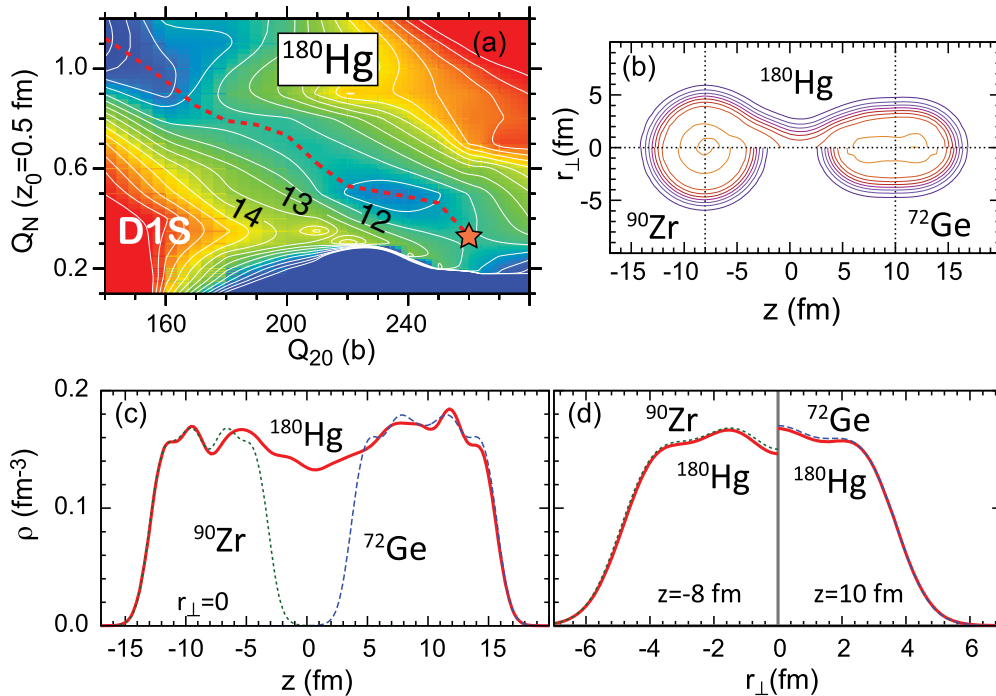 (a)
¹⁸⁰Hg
Q_N (z₀=0.5 fm)
1.0
0.6
0.2
14
13
12
D1S
160
200
240
Q₂₀ (b)
(b)
¹⁸⁰Hg
r⊥(fm)
5
0
-5
⁹⁰Zr
⁷²Ge
-15
-10
-5
0
5
10
15
z (fm)
(c)
¹⁸⁰Hg
ρ (fm⁻³)
0.2
0.1
0.0
⁹⁰Zr
⁷²Ge
r⊥=0
-15
-10
-5
0
5
10
15
z (fm)
(d)
⁹⁰Zr
⁷²Ge
¹⁸⁰Hg
¹⁸⁰Hg
z=-8 fm
z=10 fm
-6
-4
-2
0
2
4
6
r⊥(fm)